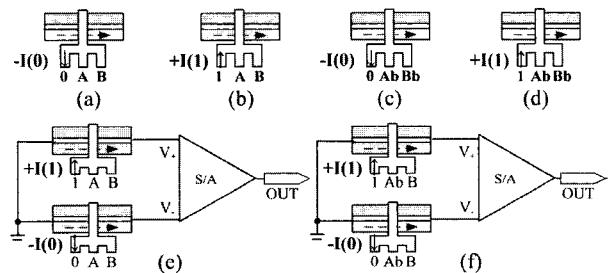 -I(0)
0 A B
(a)
+I(1)
1 A B
(b)
-I(0)
0 Ab Bb
(c)
+I(1)
1 Ab Bb
(d)
+I(1)
1 A B
V+
S/A
OUT
V-
-I(0)
0 A B
(e)
+I(1)
1 Ab B
V+
S/A
OUT
V-
-I(0)
0 Ab B
(f)